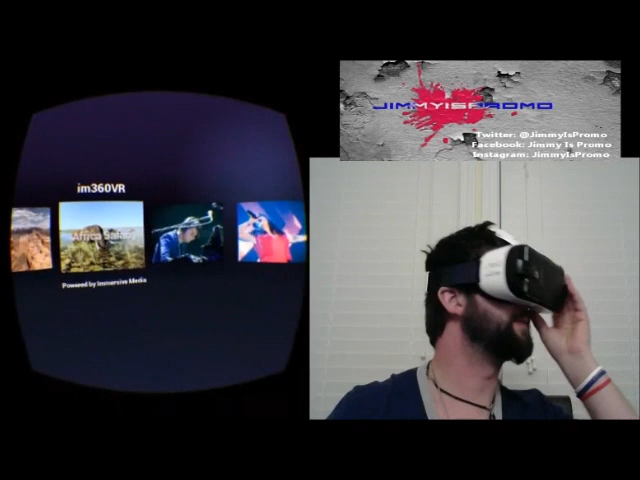 im360VR
Africa Safari
Powered by Immersive Media
JIMMYISPROMO
Twitter: @JimmyIsPromo
Facebook: Jimmy Is Promo
Instagram: JimmyIsPromo